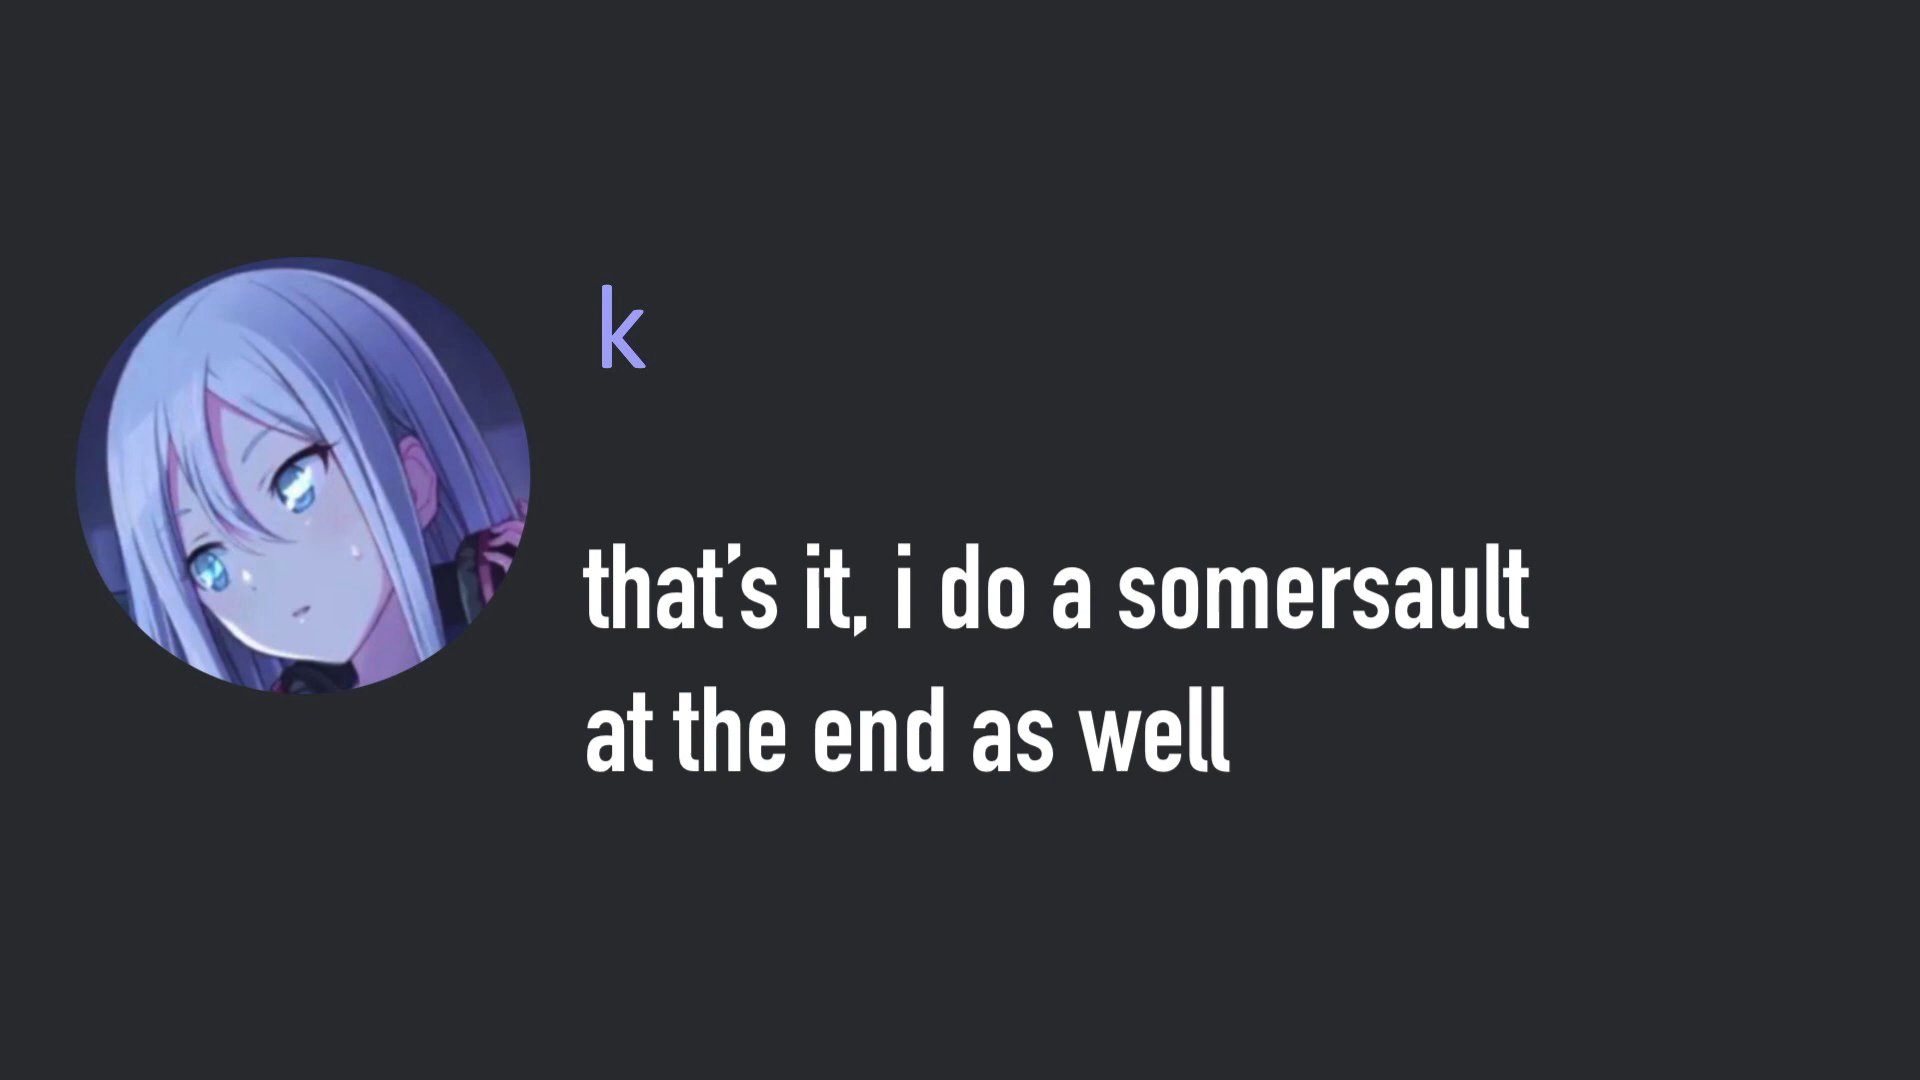 k
that's it, i do a somersault
at the end as well